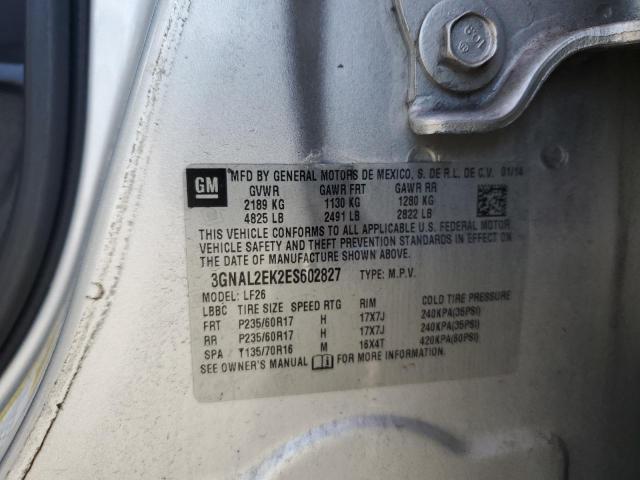 GM
MFD BY GENERAL MOTORS DE MEXICO, S. DE R.L. DE C.V. 01/14
GVWR GAWR FRT GAWR RR
2189 KG 1130 KG 1280 KG
4825 LB 2491 LB 2822 LB
THIS VEHICLE CONFORMS TO ALL APPLICABLE U.S. FEDERAL MOTOR
VEHICLE SAFETY AND THEFT PREVENTION STANDARDS IN EFFECT ON
THE DATE OF MANUFACTURE SHOWN ABOVE.
3GNAL2EK2ES602827 TYPE: M.P.V.
MODEL: LF26
LBBC TIRE SIZE SPEED RTG RIM COLD TIRE PRESSURE
FRT P235/60R17 H 17X7J 240KPA(35PSI)
RR P235/60R17 H 17X7J 240KPA(35PSI)
SPA T135/70R16 M 16X4T 420KPA(60PSI)
SEE OWNER'S MANUAL FOR MORE INFORMATION